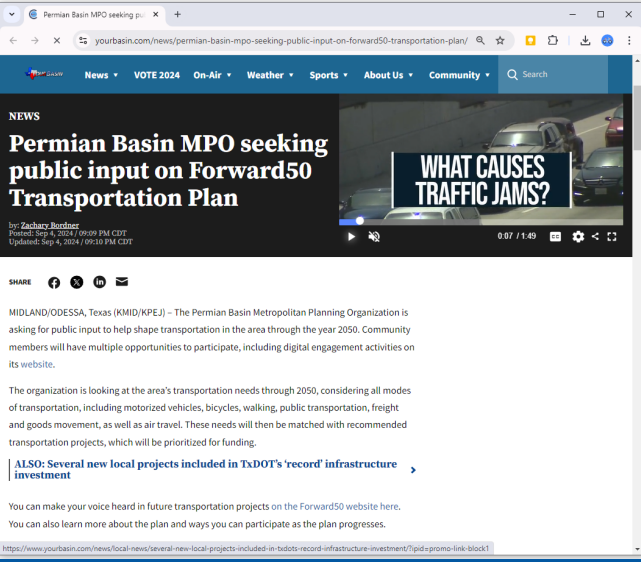 Permian Basin MPO seeking pu
yourbasin.com/news/permian-basin-mpo-seeking-public-input-on-forward50-transportation-plan/
News VOTE 2024 On-Air Weather Sports About Us Community Search
NEWS
Permian Basin MPO seeking
public input on Forward50
Transportation Plan
by: Zachary Bordner
Posted: Sep 4, 2024 / 09:09 PM CDT
Updated: Sep 4, 2024 / 09:10 PM CDT
WHAT CAUSES
TRAFFIC JAMS?
0:07 / 1:49 CC
SHARE
MIDLAND/ODESSA, Texas (KMID/KPEJ) – The Permian Basin Metropolitan Planning Organization is
asking for public input to help shape transportation in the area through the year 2050. Community
members will have multiple opportunities to participate, including digital engagement activities on
its website.
The organization is looking at the area's transportation needs through 2050, considering all modes
of transportation, including motorized vehicles, bicycles, walking, public transportation, freight
and goods movement, as well as air travel. These needs will then be matched with recommended
transportation projects, which will be prioritized for funding.
ALSO: Several new local projects included in TxDOT's ‘record’ infrastructure
investment
You can make your voice heard in future transportation projects on the Forward50 website here.
You can also learn more about the plan and ways you can participate as the plan progresses.
https://www.yourbasin.com/news/local-news/several-new-local-projects-included-in-txdots-record-infrastructure-investment/?ipid=promo-link-block1